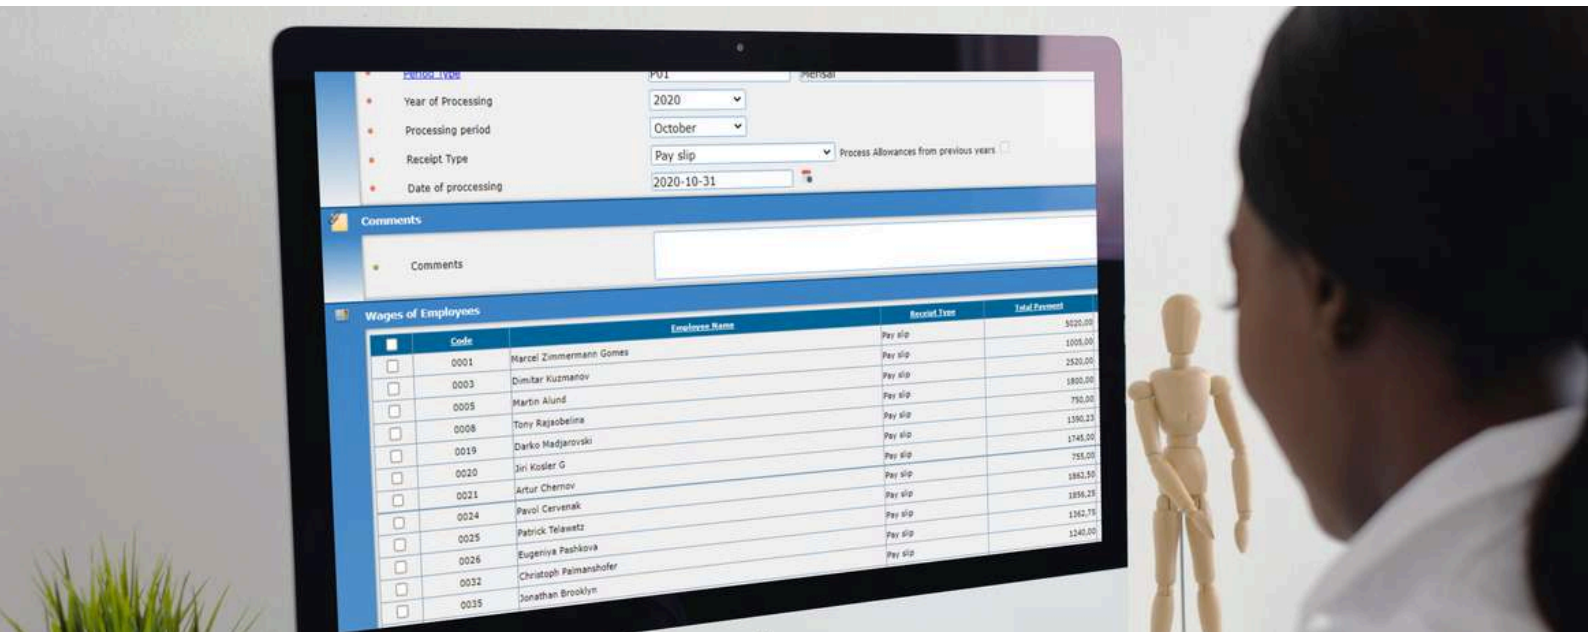 Period Type P01 Mensal
Year of Processing 2020
Processing period October
Receipt Type Pay slip Process Allowances from previous years
Date of proccessing 2020-10-31
Comments
Comments
Wages of Employees
Code Employee Name Receipt Type Total Payment
0001 Marcel Zimmermann Gomes Pay slip 5020,00
0003 Dimitar Kuzmanov Pay slip 1005,00
0005 Martin Alund Pay slip 2520,00
0008 Tony Rajaobelina Pay slip 1800,00
0019 Darko Madjarovski Pay slip 750,00
0020 Jiri Kosler G Pay slip 1390,23
0021 Artur Chernov Pay slip 1745,00
0024 Pavol Cervenak Pay slip 755,00
0025 Patrick Telawetz Pay slip 1862,50
0026 Eugeniya Pashkova Pay slip 1856,25
0032 Christoph Palmanshofer Pay slip 1362,75
0035 Jonathan Brooklyn Pay slip 1240,00